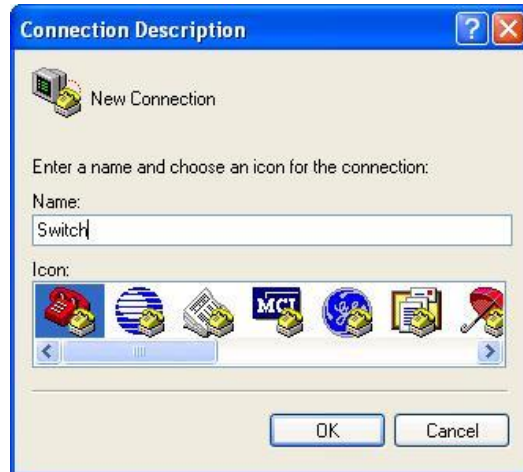 Connection Description
New Connection
Enter a name and choose an icon for the connection:
Name:
Switch
Icon:
MCI
OK
Cancel